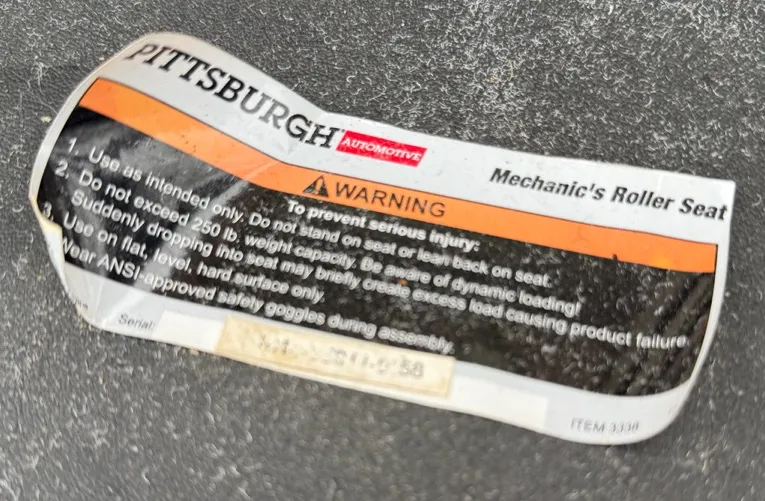 PITTSBURGH
AUTOMOTIVE
Mechanic's Roller Seat
WARNING
To prevent serious injury:
1. Use as intended only. Do not stand on seat or lean back on seat.
2. Do not exceed 250 lb. weight capacity. Be aware of dynamic loading!
Suddenly dropping into seat may briefly create excess load causing product failure.
3. Use on flat, level, hard surface only.
Wear ANSI-approved safety goggles during assembly.
Serial:
ITEM